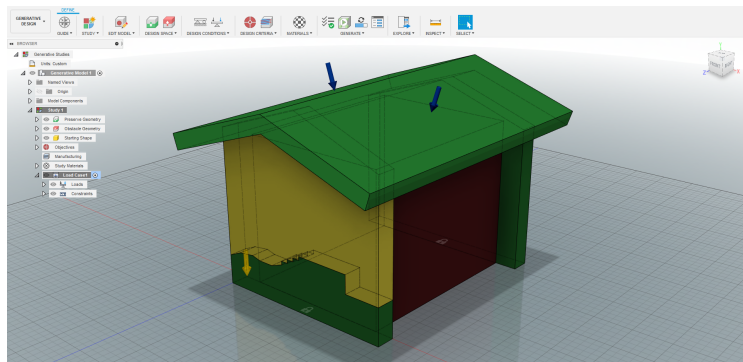 DEFINE
GENERATIVE
DESIGN
GUIDE
STUDY
EDIT MODEL
DESIGN SPACE
DESIGN CONDITIONS
DESIGN CRITERIA
MATERIALS
GENERATE
EXPLORE
INSPECT
SELECT
BROWSER
Generative Studies
Units: Custom
Generative Model 1
Named Views
Origin
Model Components
Study 1
Preserve Geometry
Obstacle Geometry
Starting Shape
Objectives
Manufacturing
Study Materials
Load Case1
Loads
Constraints
Z
X